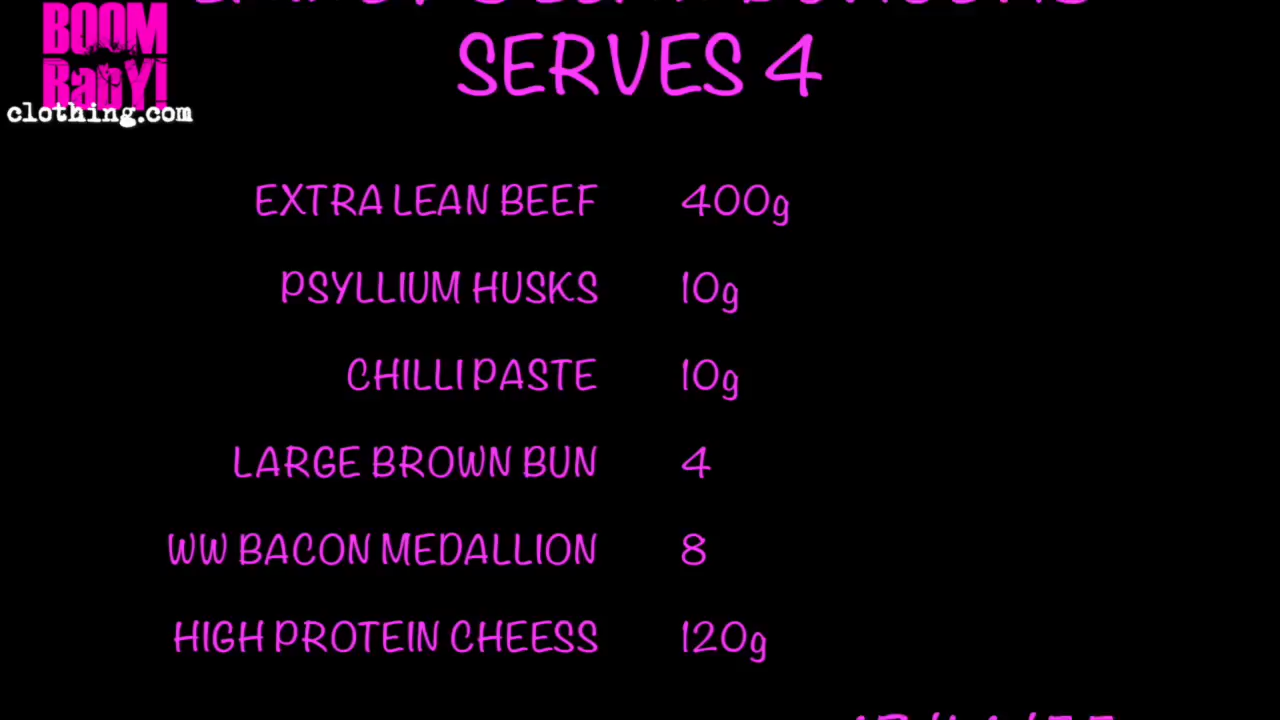 BOOM
BaBY!
clothing.com
SERVES 4
EXTRA LEAN BEEF 400g
PSYLLIUM HUSKS 10g
CHILLI PASTE 10g
LARGE BROWN BUN 4
WW BACON MEDALLION 8
HIGH PROTEIN CHEESS 120g